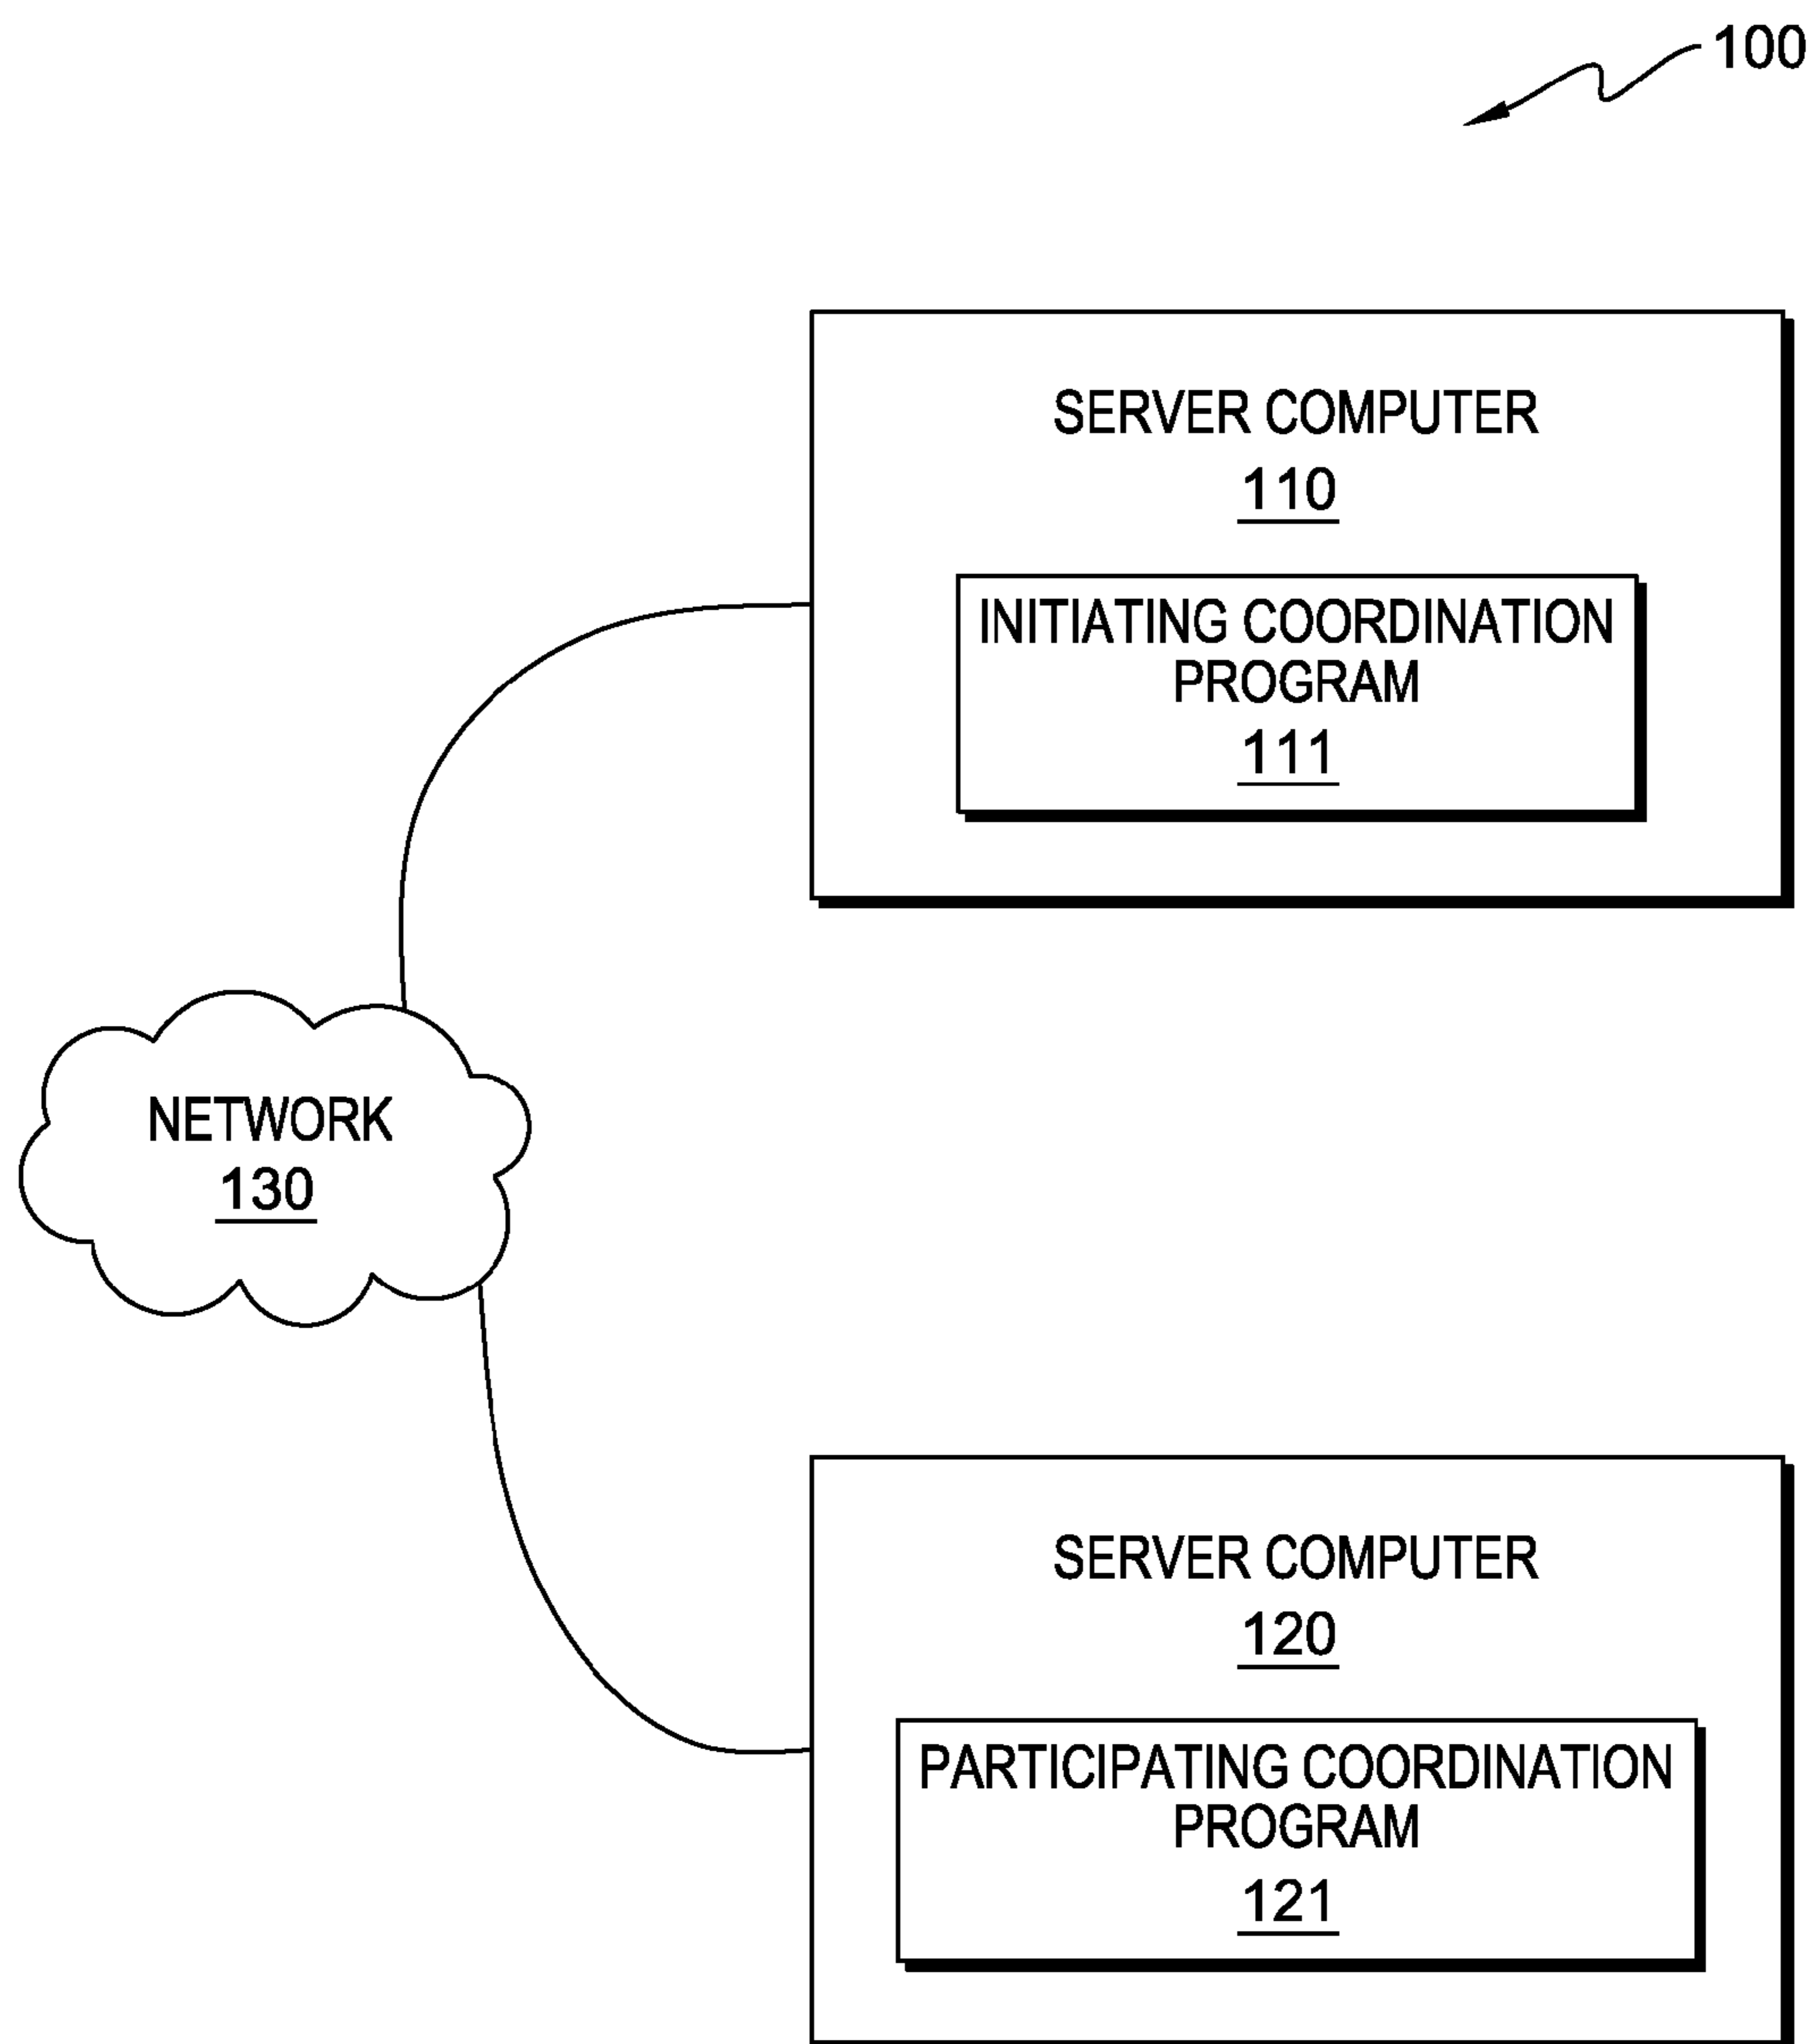 100
SERVER COMPUTER
110
INITIATING COORDINATION
PROGRAM
111
NETWORK
130
SERVER COMPUTER
120
PARTICIPATING COORDINATION
PROGRAM
121